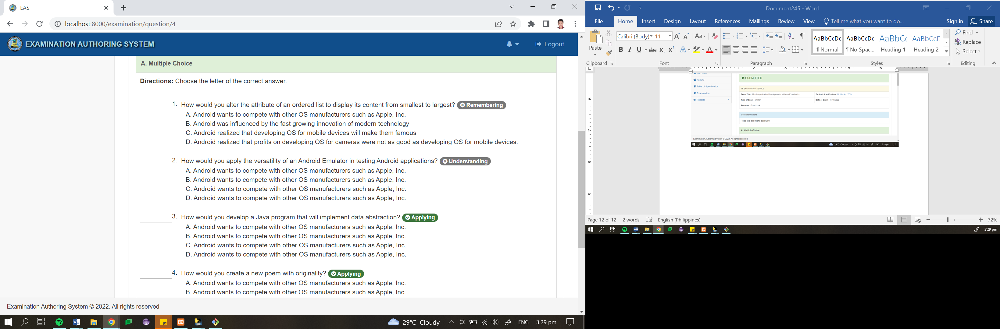 EAS
localhost:8000/examination/question/4
EXAMINATION AUTHORING SYSTEM
Logout
A. Multiple Choice
Directions: Choose the letter of the correct answer.
1. How would you alter the attribute of an ordered list to display its content from smallest to largest? Remembering
A. Android wants to compete with other OS manufacturers such as Apple, Inc.
B. Android was influenced by the fast growing innovation of modern technology
C. Android realized that developing OS for mobile devices will make them famous
D. Android realized that profits on developing OS for cameras were not as good as developing OS for mobile devices.
2. How would you apply the versatility of an Android Emulator in testing Android applications? Understanding
A. Android wants to compete with other OS manufacturers such as Apple, Inc.
B. Android wants to compete with other OS manufacturers such as Apple, Inc.
C. Android wants to compete with other OS manufacturers such as Apple, Inc.
D. Android wants to compete with other OS manufacturers such as Apple, Inc.
3. How would you develop a Java program that will implement data abstraction? Applying
A. Android wants to compete with other OS manufacturers such as Apple, Inc.
B. Android wants to compete with other OS manufacturers such as Apple, Inc.
C. Android wants to compete with other OS manufacturers such as Apple, Inc.
D. Android wants to compete with other OS manufacturers such as Apple, Inc.
4. How would you create a new poem with originality? Applying
A. Android wants to compete with other OS manufacturers such as Apple, Inc.
B. Android wants to compete with other OS manufacturers such as Apple, Inc.
Examination Authoring System © 2022. All rights reserved
29°C Cloudy ENG 3:29 pm
Document245 - Word
File Home Insert Design Layout References Mailings Review View Tell me what you want to do... Sign in Share
Paste
Calibri (Body) 11
AaBbCcDc AaBbCcDc AaBbCc AaBbCcE
¶ Normal ¶ No Spac... Heading 1 Heading 2
Find
Replace
Select
Clipboard Font Paragraph Styles Editing
Faculty
Table of Specification
Examination
Reports
SUBMITTED
EXAMINATION DETAILS
Exam Title : Mobile Application Development - Midterm Examination
Table of Specification : Mobile App TOS
Type of Exam : Written
Date of Exam : 11/19/2022
Remarks : Good Luck.
General Directions
Read the directions carefully.
A. Multiple Choice
Examination Authoring System © 2022. All rights reserved
29°C Cloudy ENG 3:28 pm
Page 12 of 12 2 words English (Philippines) 72%
3:29 pm